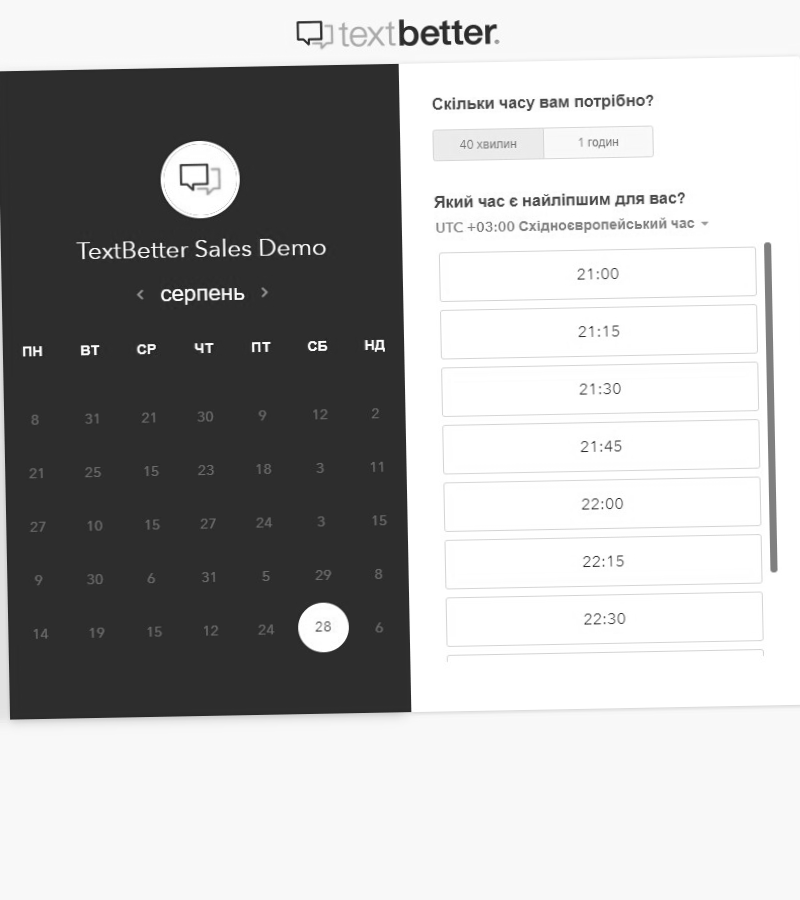 textbetter.
TextBetter Sales Demo
серпень
ПН ВТ СР ЧТ ПТ СБ НД
8 31 21 30 9 12 2
21 25 15 23 18 3 11
27 10 15 27 24 3 15
9 30 6 31 5 29 8
14 19 15 12 24 28 6
Скільки часу вам потрібно?
40 хвилин 1 годин
Який час є найліпшим для вас?
UTC +03:00 Східноєвропейський час
21:00
21:15
21:30
21:45
22:00
22:15
22:30